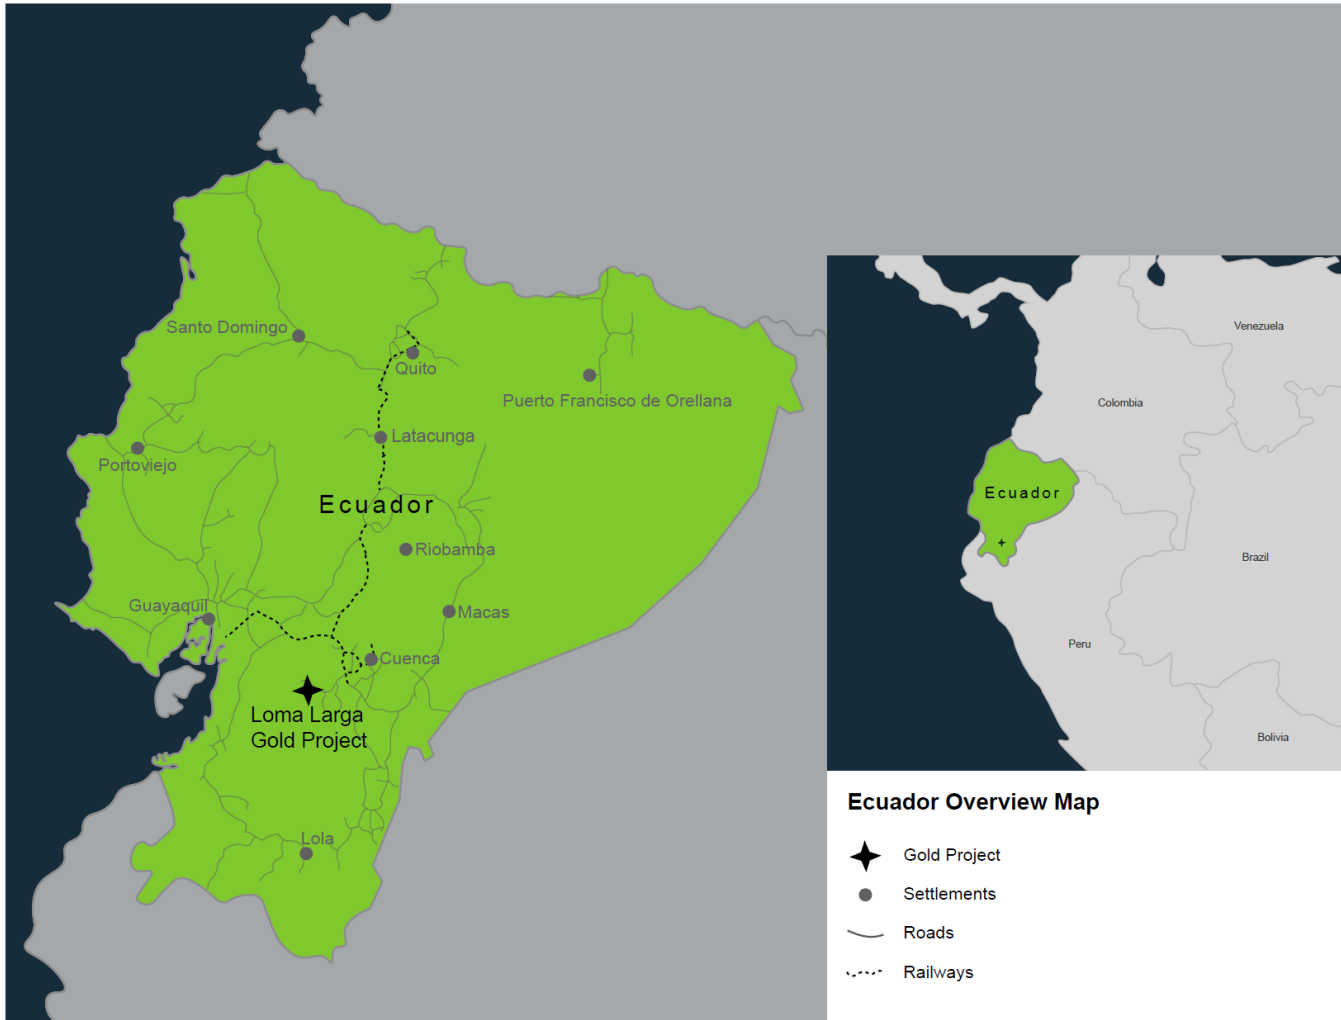 Santo Domingo
Quito
Puerto Francisco de Orellana
Latacunga
Portoviejo
Ecuador
Riobamba
Guayaquil
Macas
Cuenca
Loma Larga
Gold Project
Lola
Venezuela
Colombia
Ecuador
Brazil
Peru
Bolivia
Ecuador Overview Map
Gold Project
Settlements
Roads
Railways